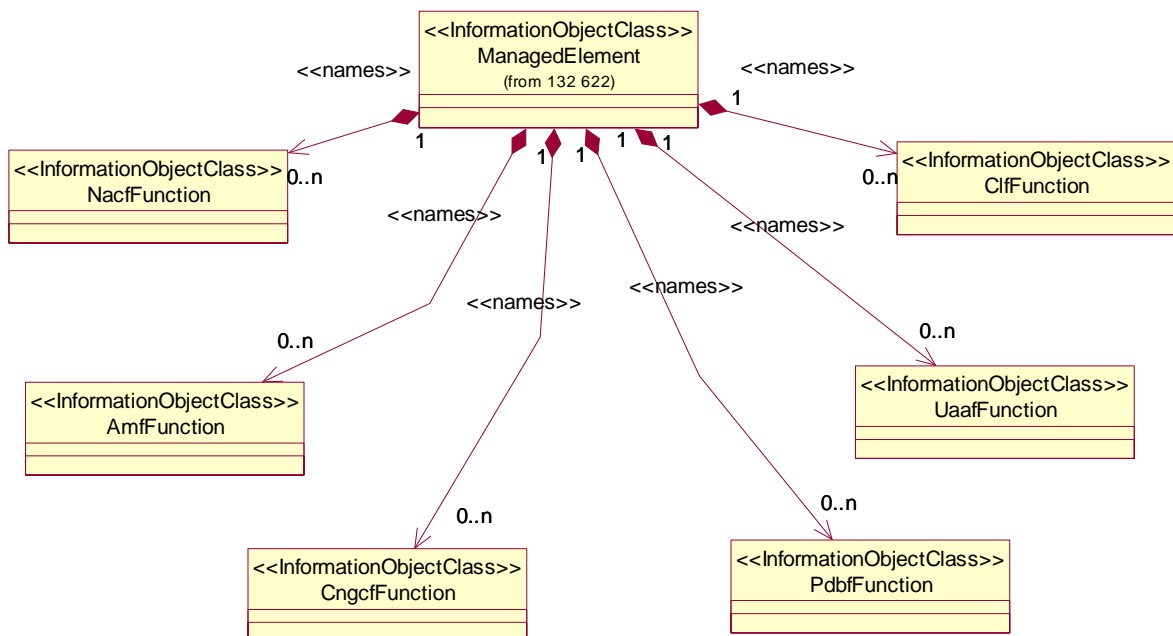 <<InformationObjectClass>>
ManagedElement
(from 132 622)
<<names>>
<<names>>
1
1
1
1
1
1
0..n
0..n
<<InformationObjectClass>>
NacfFunction
<<InformationObjectClass>>
ClfFunction
<<names>>
<<names>>
<<names>>
<<names>>
0..n
0..n
<<InformationObjectClass>>
AmfFunction
<<InformationObjectClass>>
UaafFunction
0..n
0..n
<<InformationObjectClass>>
CngcfFunction
<<InformationObjectClass>>
PdbfFunction